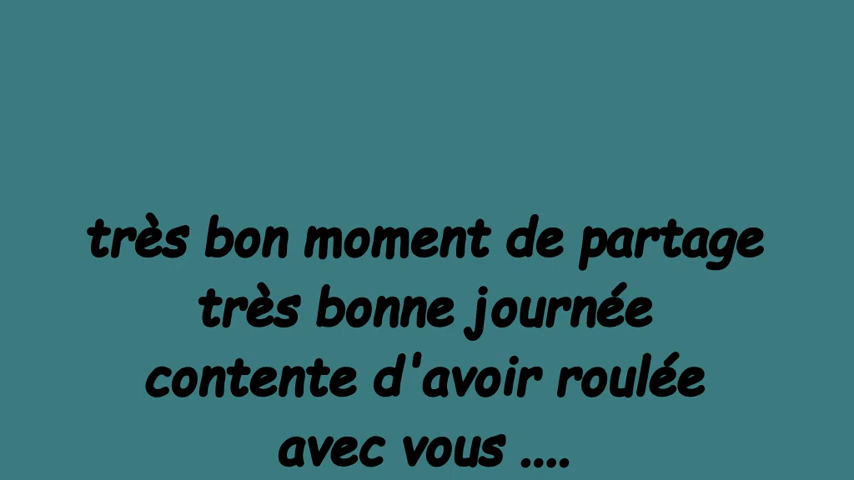 très bon moment de partage
très bonne journée
contente d'avoir roulée
avec vous ....